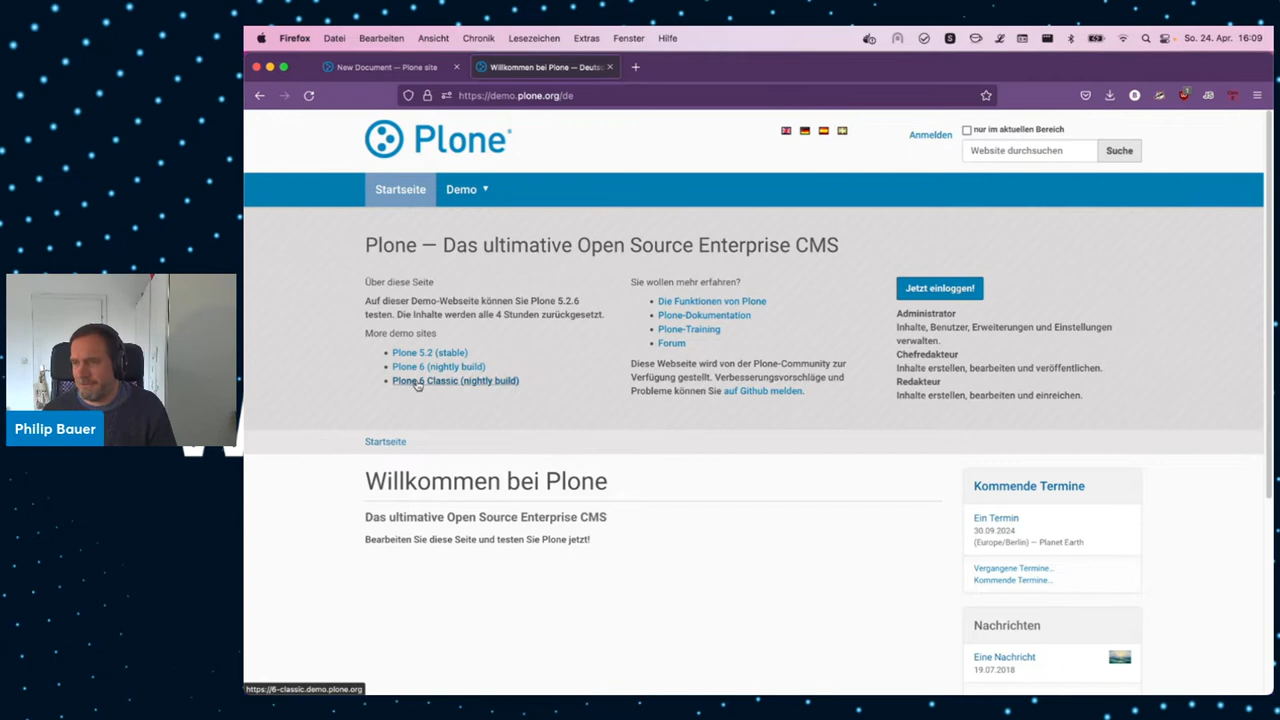 Firefox Datei Bearbeiten Ansicht Chronik Lesezeichen Extras Fenster Hilfe
So. 24. Apr. 16:09
New Document — Plone site
Willkommen bei Plone — Deuts
https://demo.plone.org/de
Plone
Anmelden
nur im aktuellen Bereich
Website durchsuchen
Suche
Startseite
Demo
Plone — Das ultimative Open Source Enterprise CMS
Über diese Seite
Auf dieser Demo-Webseite können Sie Plone 5.2.6
testen. Die Inhalte werden alle 4 Stunden zurückgesetzt.
More demo sites
Plone 5.2 (stable)
Plone 6 (nightly build)
Plone 6 Classic (nightly build)
Sie wollen mehr erfahren?
Die Funktionen von Plone
Plone-Dokumentation
Plone-Training
Forum
Diese Webseite wird von der Plone-Community zur
Verfügung gestellt. Verbesserungsvorschläge und
Probleme können Sie auf Github melden.
Jetzt einloggen!
Administrator
Inhalte, Benutzer, Erweiterungen und Einstellungen
verwalten.
Chefredakteur
Inhalte erstellen, bearbeiten und veröffentlichen.
Redakteur
Inhalte erstellen, bearbeiten und einreichen.
Startseite
Willkommen bei Plone
Das ultimative Open Source Enterprise CMS
Bearbeiten Sie diese Seite und testen Sie Plone jetzt!
Kommende Termine
Ein Termin
30.09.2024
(Europe/Berlin) — Planet Earth
Vergangene Termine...
Kommende Termine...
Nachrichten
Eine Nachricht
19.07.2018
https://6-classic.demo.plone.org
Philip Bauer